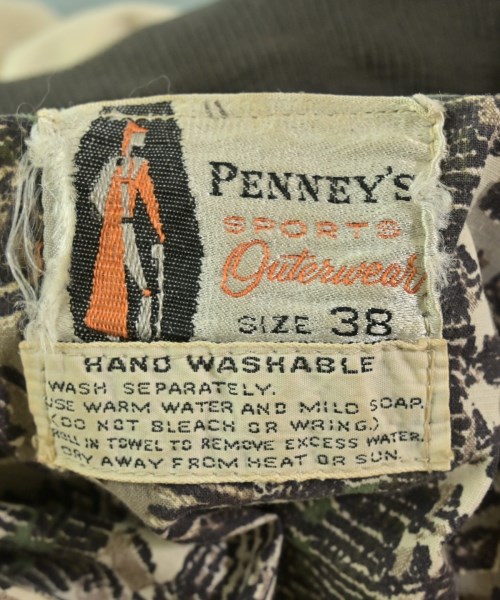 PENNEY'S
SPORTS
Outerwear
SIZE 38
HAND WASHABLE
WASH SEPARATELY.
USE WARM WATER AND MILD SOAP.
(DO NOT BLEACH OR WRING.)
ROLL IN TOWEL TO REMOVE EXCESS WATER.
DRY AWAY FROM HEAT OR SUN.